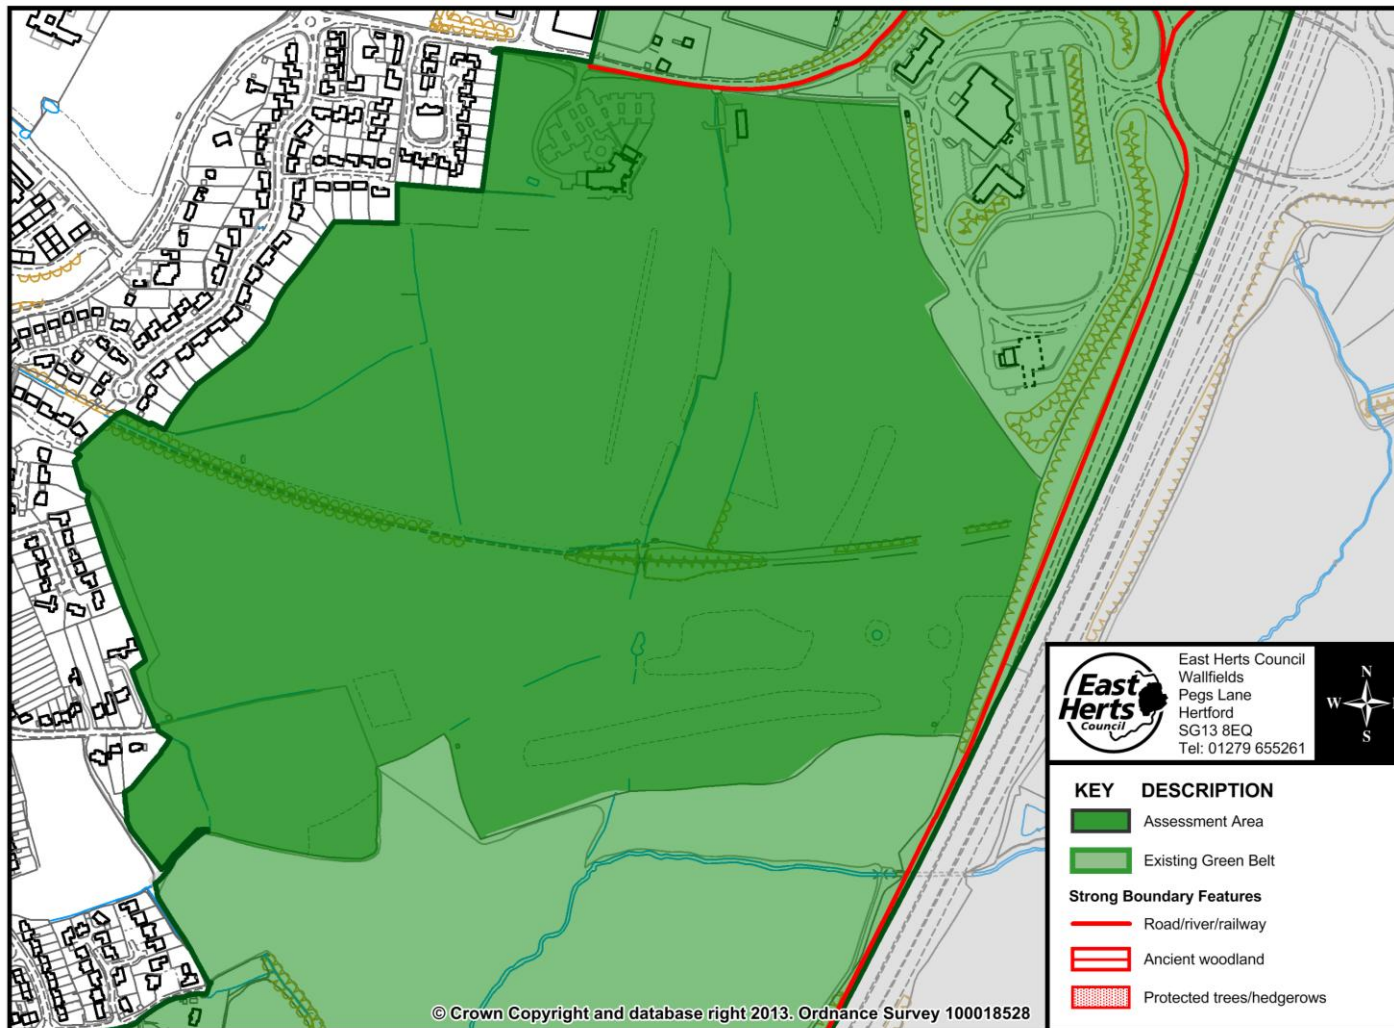 East
Herts
Council
East Herts Council
Wallfields
Pegs Lane
Hertford
SG13 8EQ
Tel: 01279 655261
N
W
S
KEY DESCRIPTION
Assessment Area
Existing Green Belt
Strong Boundary Features
Road/river/railway
Ancient woodland
Protected trees/hedgerows
© Crown Copyright and database right 2013. Ordnance Survey 100018528